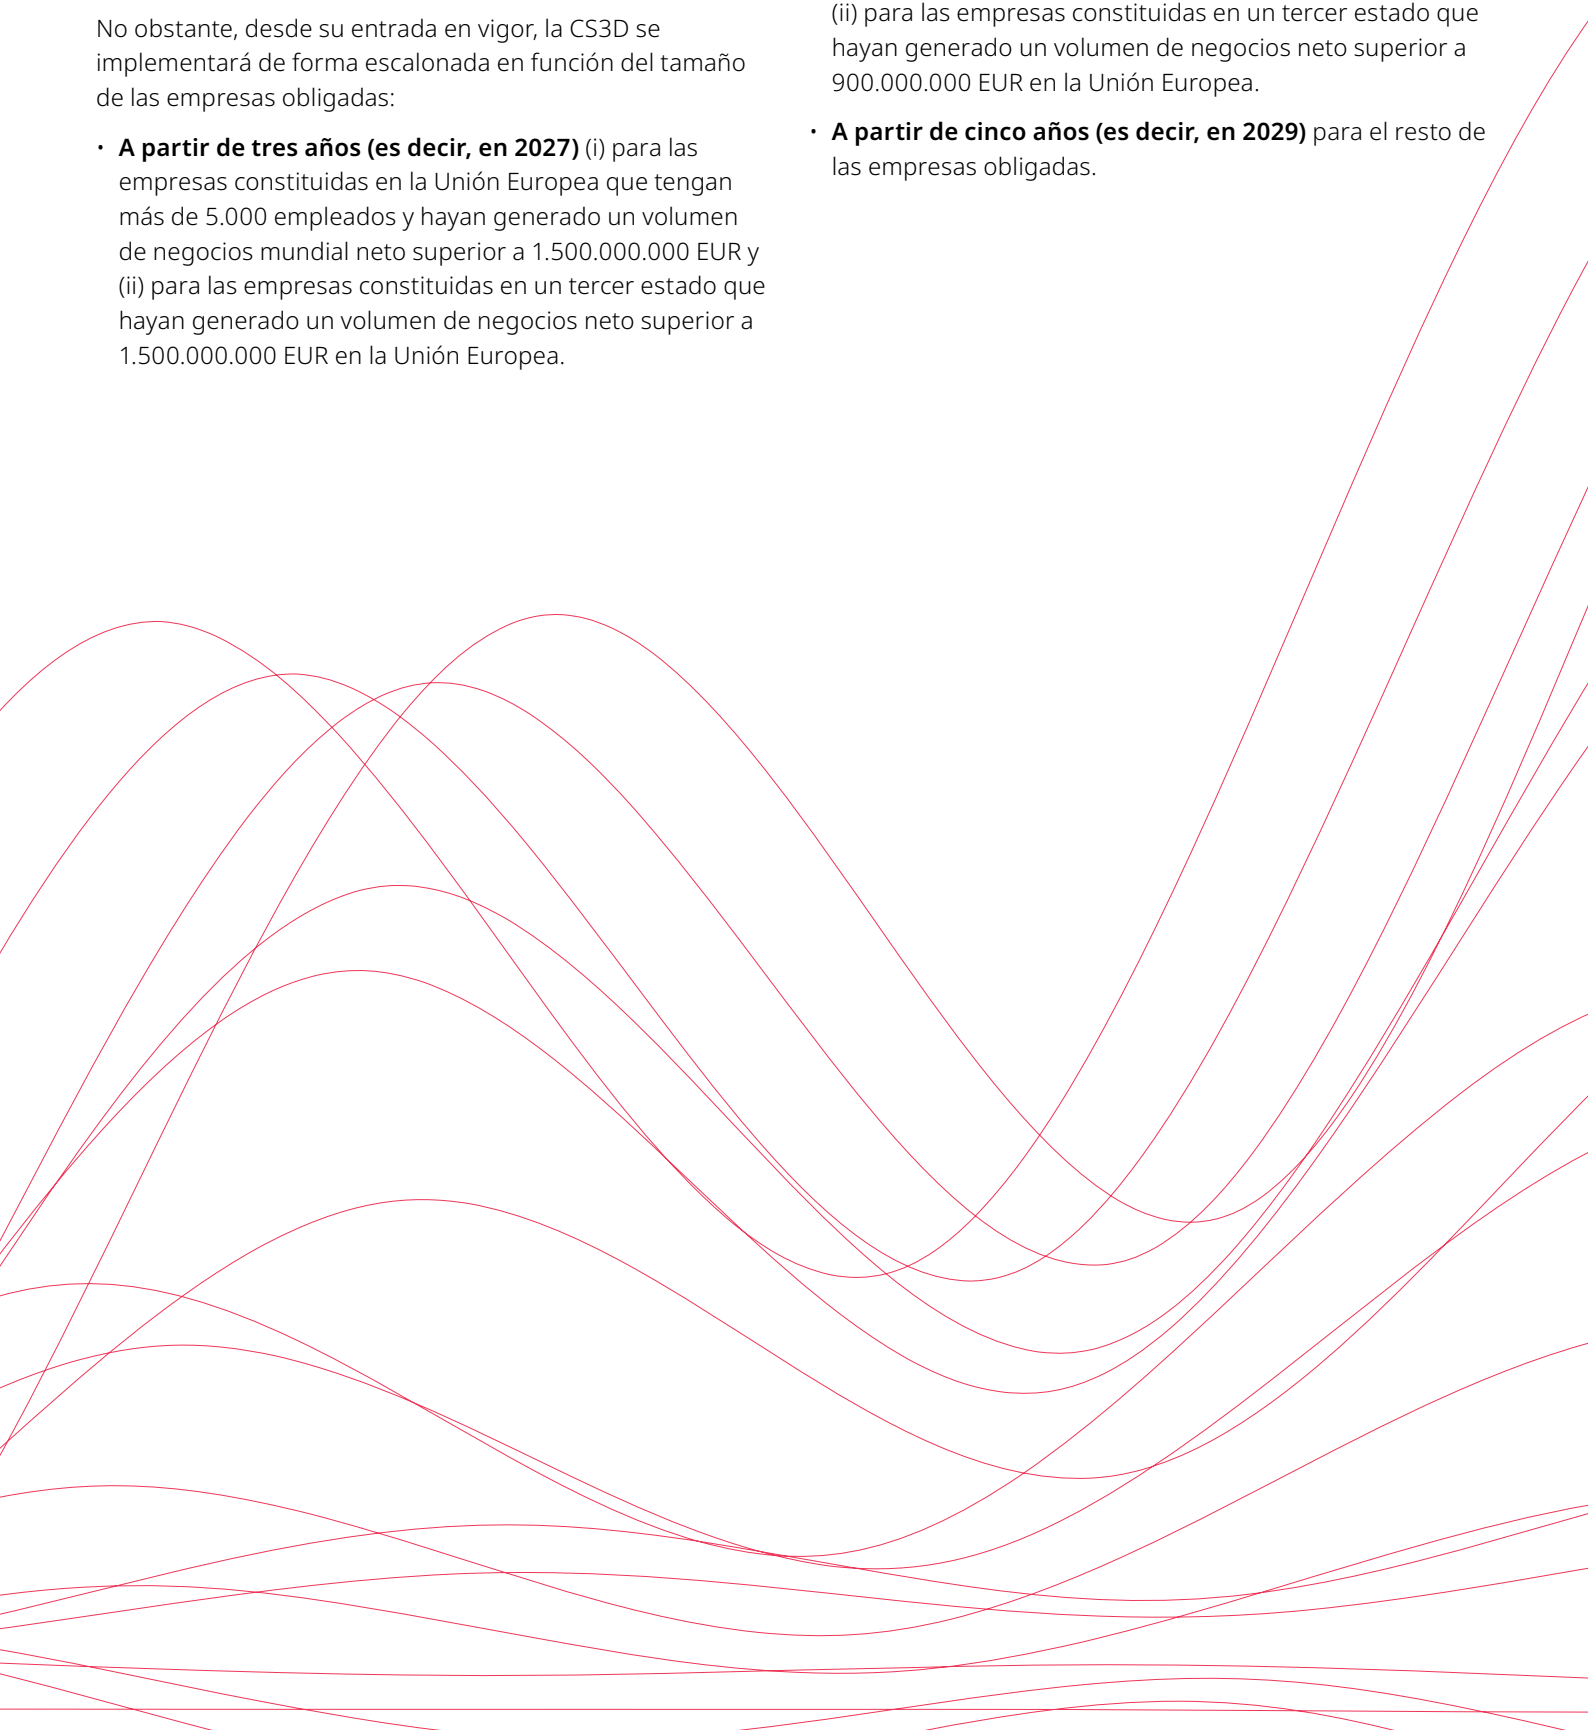 No obstante, desde su entrada en vigor, la CS3D se
implementará de forma escalonada en función del tamaño
de las empresas obligadas:
· A partir de tres años (es decir, en 2027) (i) para las
empresas constituidas en la Unión Europea que tengan
más de 5.000 empleados y hayan generado un volumen
de negocios mundial neto superior a 1.500.000.000 EUR y
(ii) para las empresas constituidas en un tercer estado que
hayan generado un volumen de negocios neto superior a
1.500.000.000 EUR en la Unión Europea.
(ii) para las empresas constituidas en un tercer estado que
hayan generado un volumen de negocios neto superior a
900.000.000 EUR en la Unión Europea.
· A partir de cinco años (es decir, en 2029) para el resto de
las empresas obligadas.